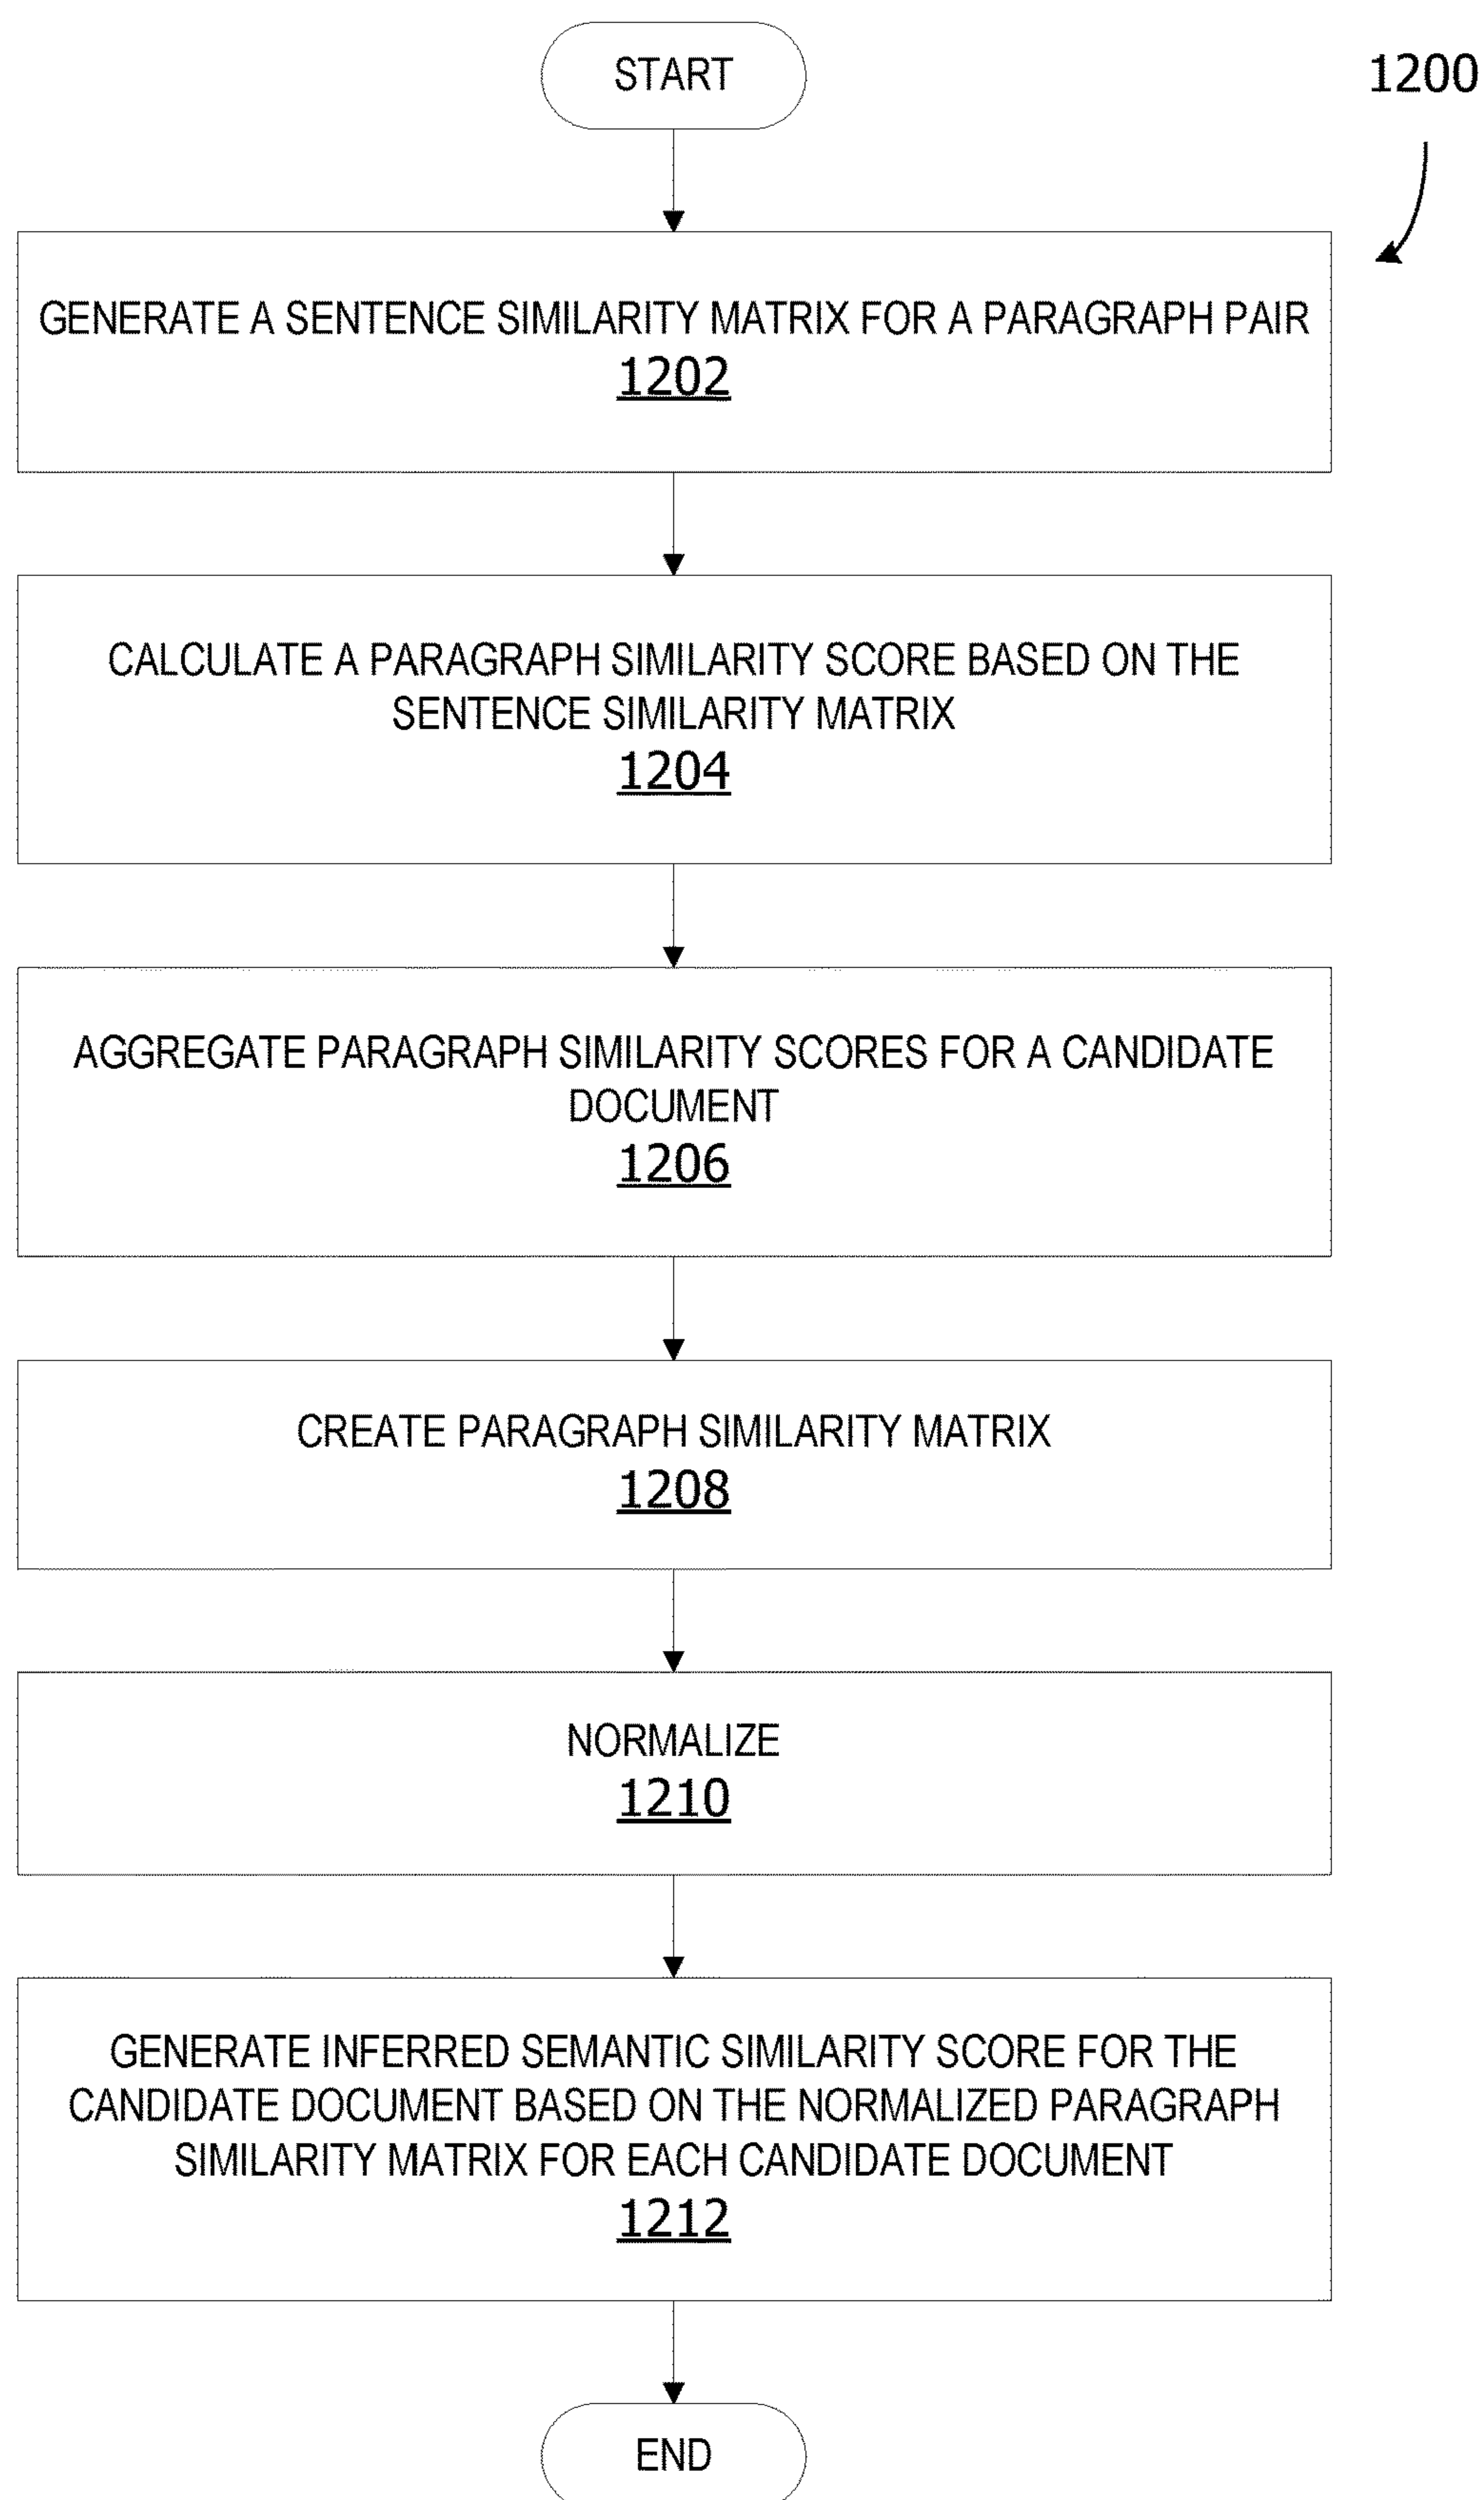 START
1200
GENERATE A SENTENCE SIMILARITY MATRIX FOR A PARAGRAPH PAIR
1202
CALCULATE A PARAGRAPH SIMILARITY SCORE BASED ON THE
SENTENCE SIMILARITY MATRIX
1204
AGGREGATE PARAGRAPH SIMILARITY SCORES FOR A CANDIDATE
DOCUMENT
1206
CREATE PARAGRAPH SIMILARITY MATRIX
1208
NORMALIZE
1210
GENERATE INFERRED SEMANTIC SIMILARITY SCORE FOR THE
CANDIDATE DOCUMENT BASED ON THE NORMALIZED PARAGRAPH
SIMILARITY MATRIX FOR EACH CANDIDATE DOCUMENT
1212
END